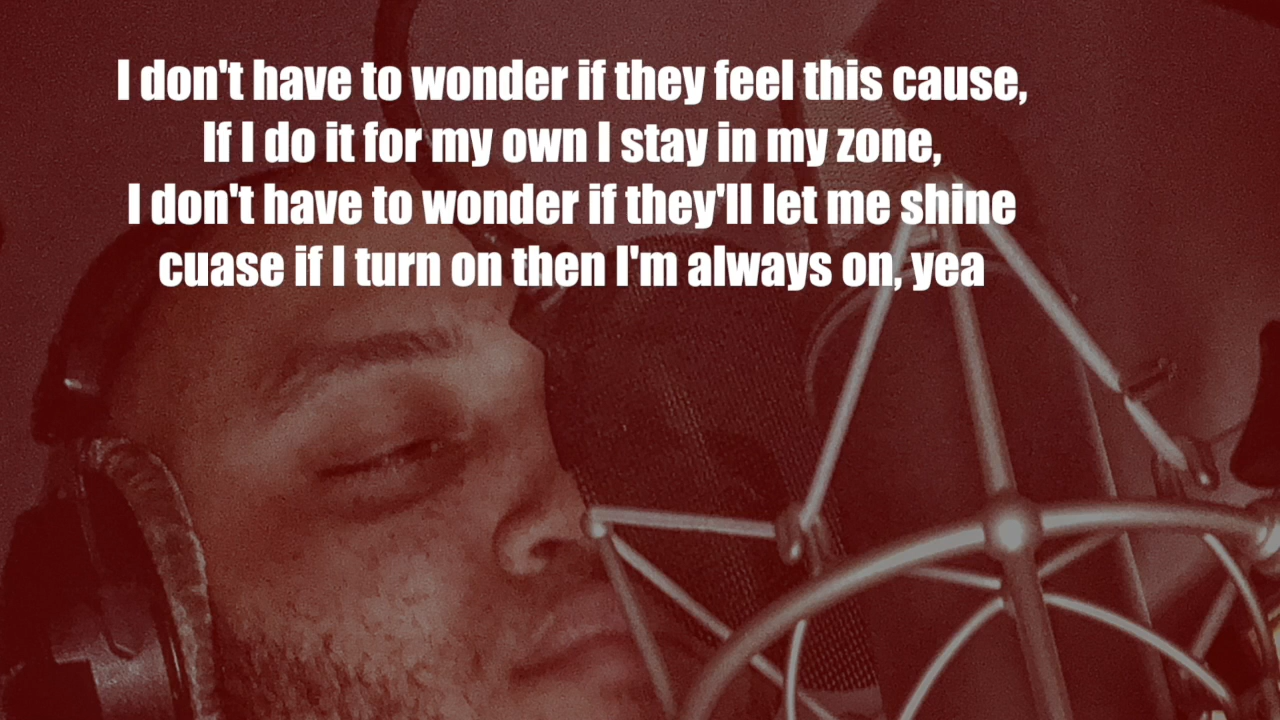 I don't have to wonder if they feel this cause,
If I do it for my own I stay in my zone,
I don't have to wonder if they'll let me shine
cuase if I turn on then I'm always on, yea